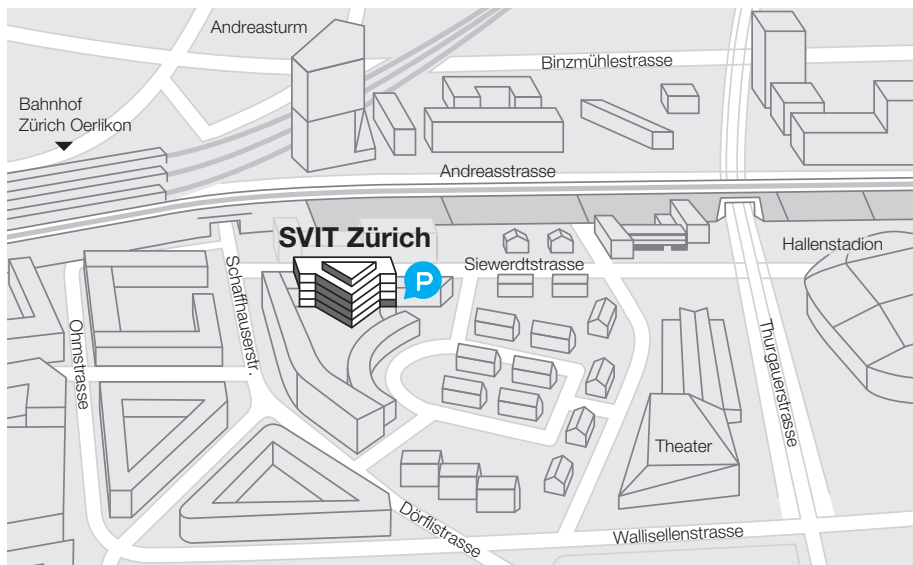 Andreasturm
Binzmühlestrasse
Bahnhof
Zürich Oerlikon
Andreasstrasse
SVIT Zürich
P
Siewerdtstrasse
Hallenstadion
Schaffhauserstr.
Ohmstrasse
Thurgauerstrasse
Theater
Dörflistrasse
Wallisellenstrasse